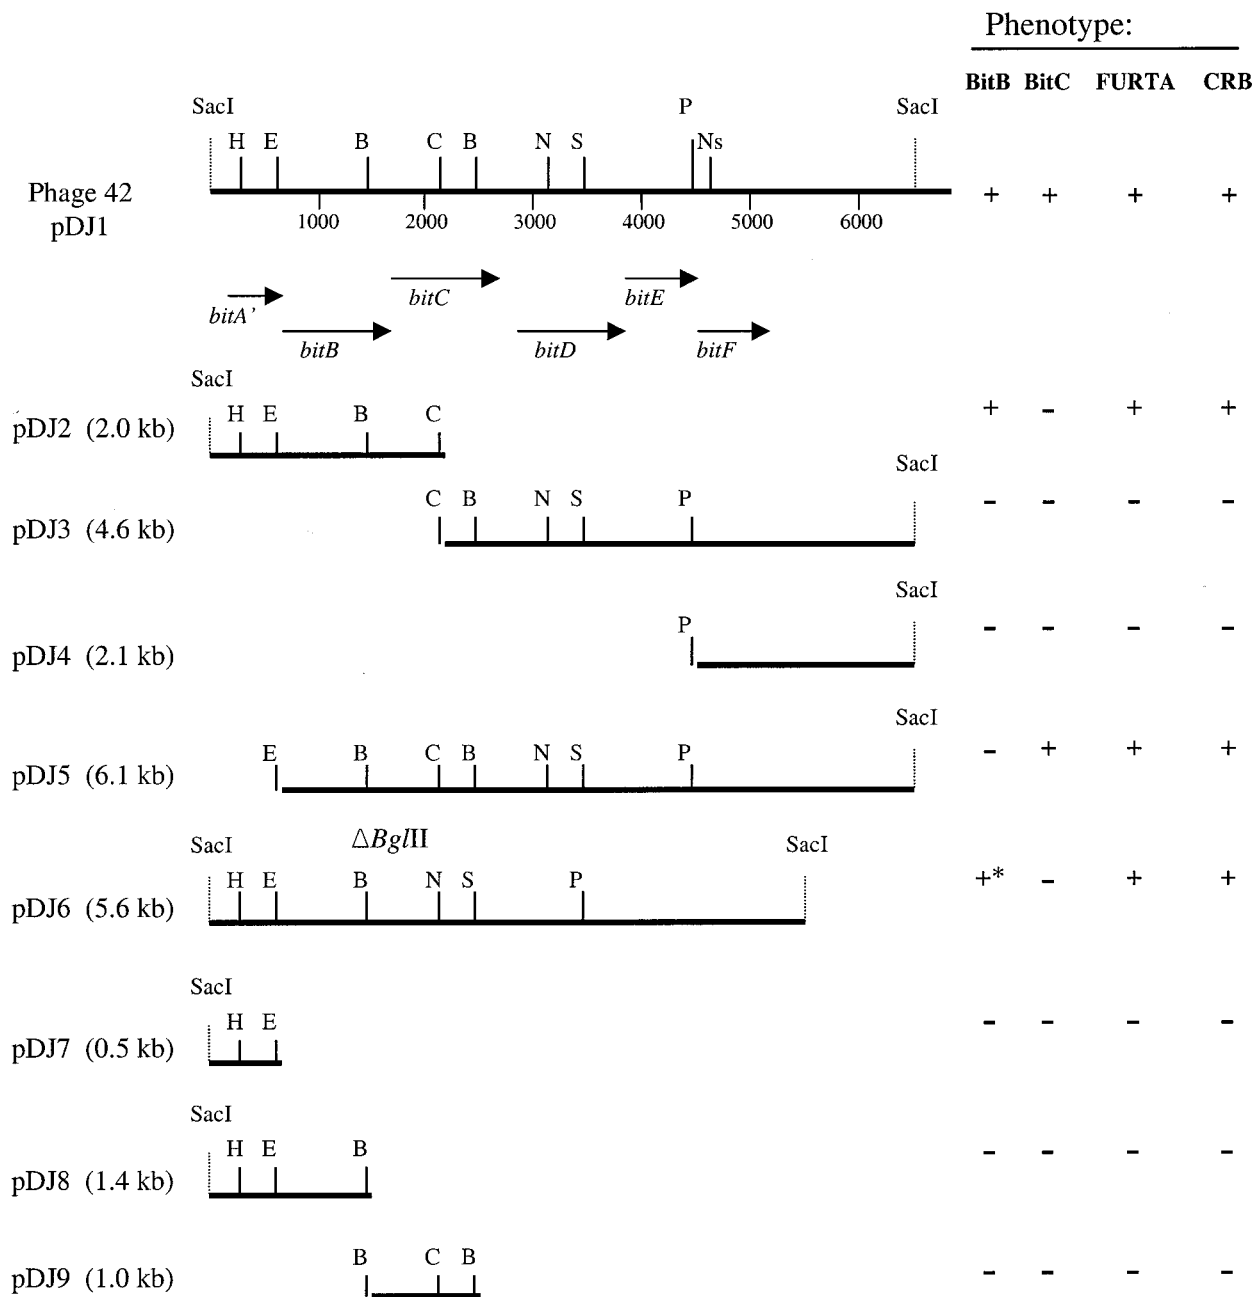 Phenotype:
BitB BitC FURTA CRB
SacI P SacI
H E B C B N S Ns
Phage 42
pDJ1
+ + + +
1000 2000 3000 4000 5000 6000
bitA' bitC bitE
bitB bitD bitF
SacI
H E B C
pDJ2 (2.0 kb) + - + +
SacI
C B N S P
pDJ3 (4.6 kb) - - - -
SacI
P
pDJ4 (2.1 kb) - - - -
SacI
E B C B N S P
pDJ5 (6.1 kb) - + + +
SacI ΔBglII SacI
H E B N S P
pDJ6 (5.6 kb) +* - + +
SacI
H E
pDJ7 (0.5 kb) - - - -
SacI
H E B
pDJ8 (1.4 kb) - - - -
B C B
pDJ9 (1.0 kb) - - - -